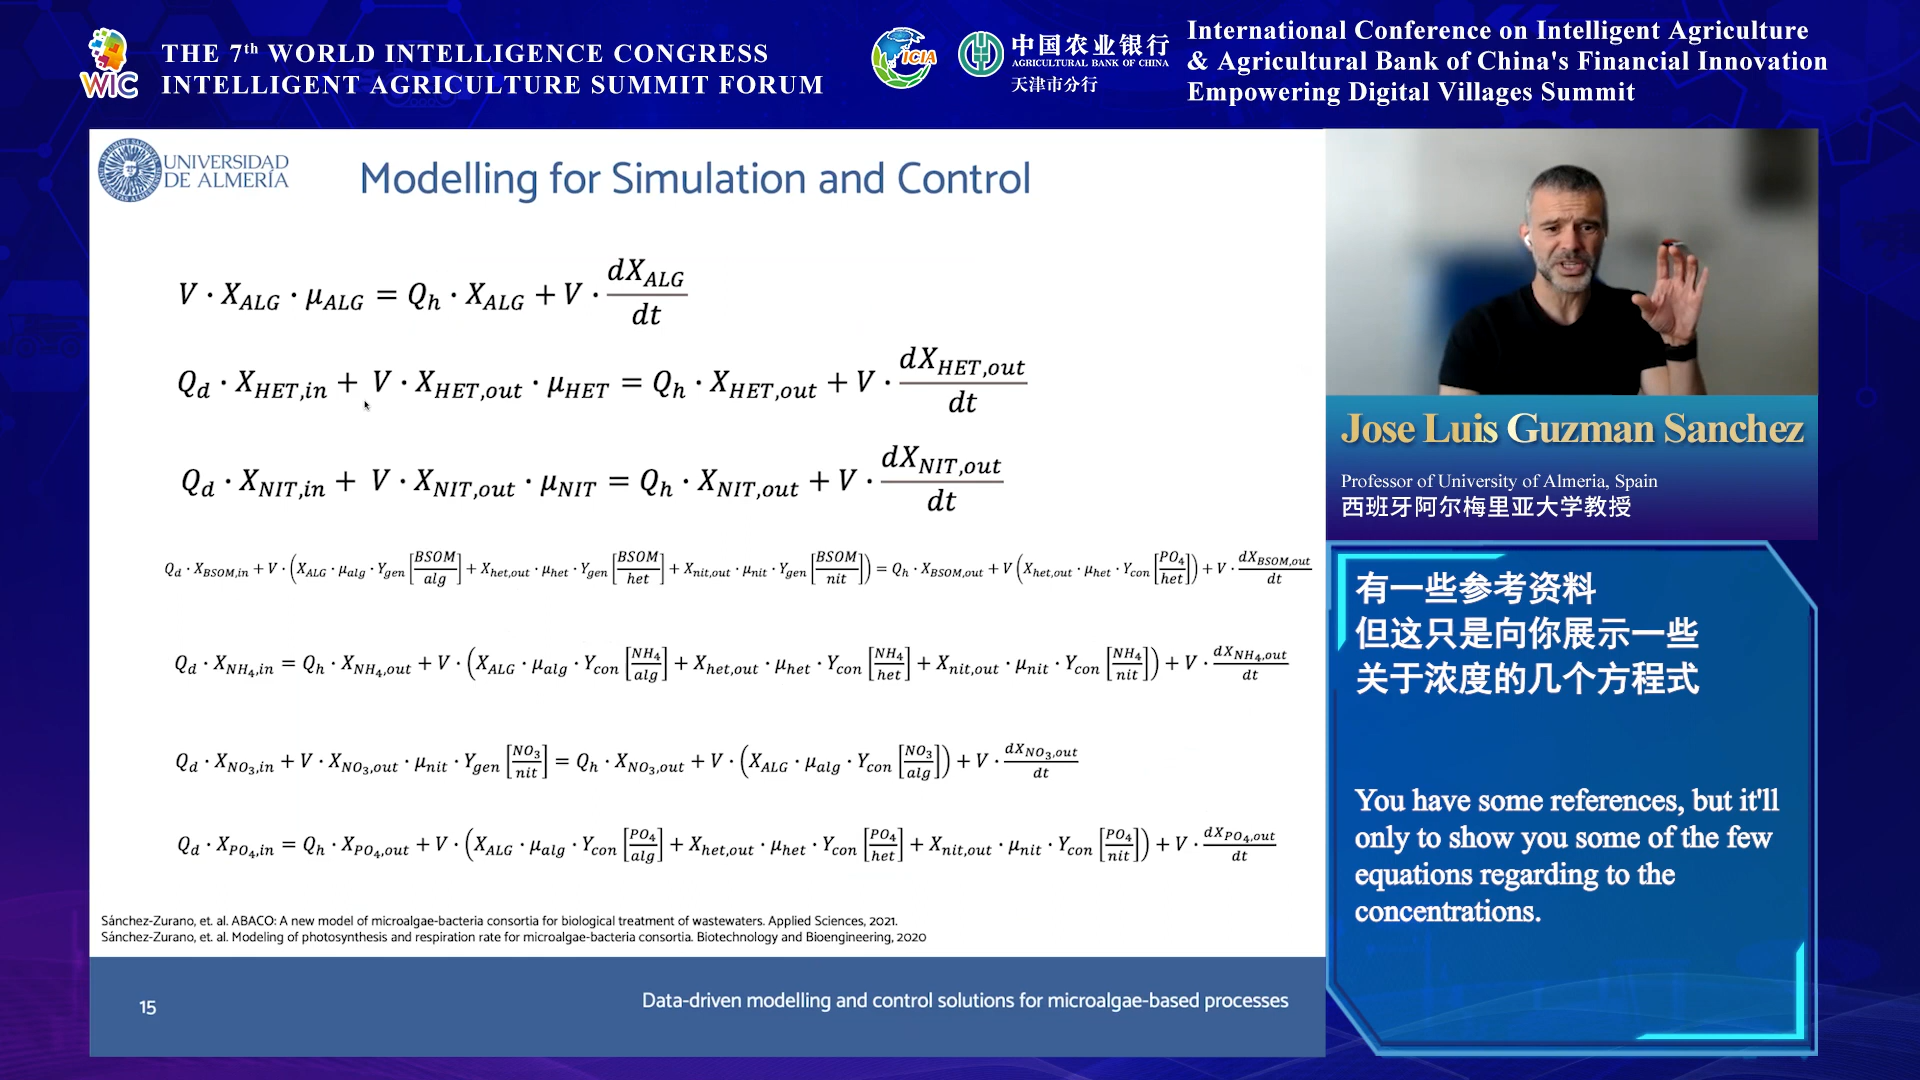 WIC
THE 7th WORLD INTELLIGENCE CONGRESS
INTELLIGENT AGRICULTURE SUMMIT FORUM
ICIA
中国农业银行
AGRICULTURAL BANK OF CHINA
天津市分行
International Conference on Intelligent Agriculture
& Agricultural Bank of China's Financial Innovation
Empowering Digital Villages Summit
UNIVERSIDAD
DE ALMERÍA
Modelling for Simulation and Control
V · X_ALG · μ_ALG = Q_h · X_ALG + V · dX_ALG/dt
Q_d · X_HET,in + V · X_HET,out · μ_HET = Q_h · X_HET,out + V · dX_HET,out/dt
Q_d · X_NIT,in + V · X_NIT,out · μ_NIT = Q_h · X_NIT,out + V · dX_NIT,out/dt
Q_d · X_BSOM,in + V · (X_ALG · μ_alg · Y_gen [BSOM/alg] + X_het,out · μ_het · Y_gen [BSOM/het] + X_nit,out · μ_nit · Y_gen [BSOM/nit]) = Q_h · X_BSOM,out + V (X_het,out · μ_het · Y_con [PO4/het]) + V · dX_BSOM,out/dt
Q_d · X_NH4,in = Q_h · X_NH4,out + V · (X_ALG · μ_alg · Y_con [NH4/alg] + X_het,out · μ_het · Y_con [NH4/het] + X_nit,out · μ_nit · Y_con [NH4/nit]) + V · dX_NH4,out/dt
Q_d · X_NO3,in + V · X_NO3,out · μ_nit · Y_gen [NO3/nit] = Q_h · X_NO3,out + V · (X_ALG · μ_alg · Y_con [NO3/alg]) + V · dX_NO3,out/dt
Q_d · X_PO4,in = Q_h · X_PO4,out + V · (X_ALG · μ_alg · Y_con [PO4/alg] + X_het,out · μ_het · Y_con [PO4/het] + X_nit,out · μ_nit · Y_con [PO4/nit]) + V · dX_PO4,out/dt
Sánchez-Zurano, et. al. ABACO: A new model of microalgae-bacteria consortia for biological treatment of wastewaters. Applied Sciences, 2021.
Sánchez-Zurano, et. al. Modeling of photosynthesis and respiration rate for microalgae-bacteria consortia. Biotechnology and Bioengineering, 2020
15
Data-driven modelling and control solutions for microalgae-based processes
Jose Luis Guzman Sanchez
Professor of University of Almeria, Spain
西班牙阿尔梅里亚大学教授
有一些参考资料
但这只是向你展示一些
关于浓度的几个方程式
You have some references, but it'll
only to show you some of the few
equations regarding to the
concentrations.